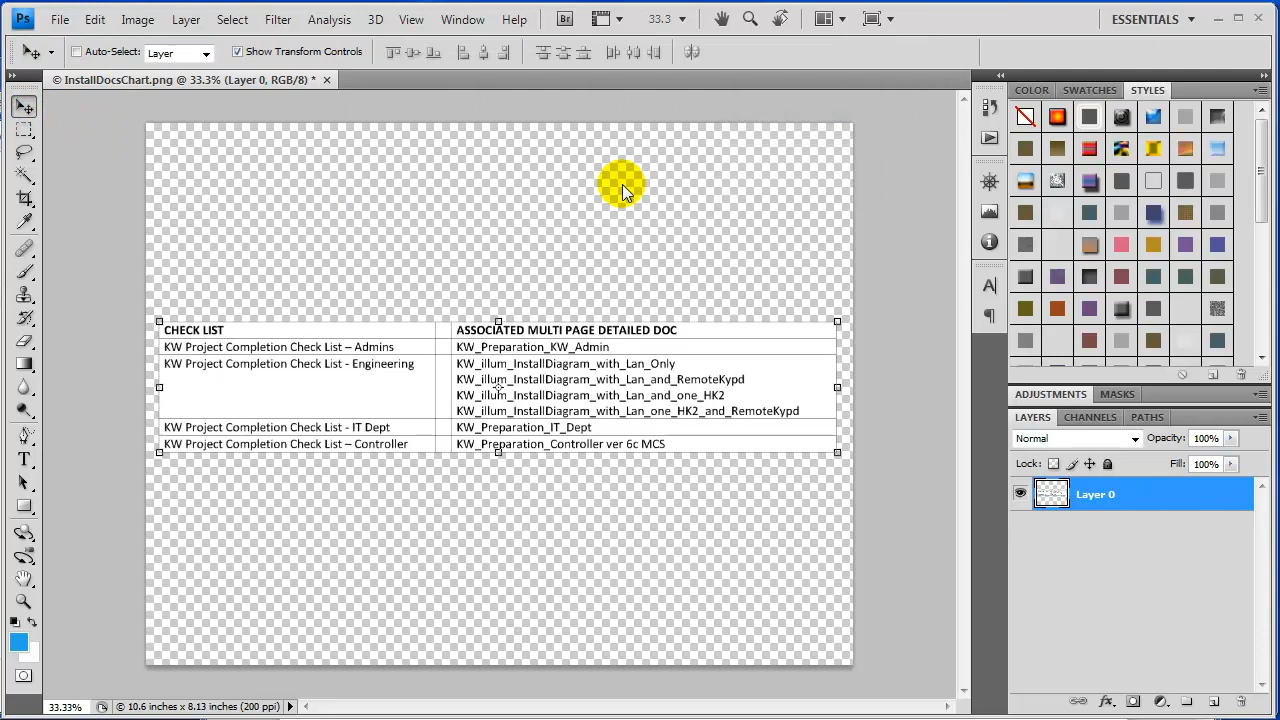 Ps File Edit Image Layer Select Filter Analysis 3D View Window Help Br 33.3 ESSENTIALS
Auto-Select: Layer Show Transform Controls
© InstallDocsChart.png @ 33.3% (Layer 0, RGB/8) * ×
COLOR SWATCHES STYLES
CHECK LIST ASSOCIATED MULTI PAGE DETAILED DOC
KW Project Completion Check List – Admins KW_Preparation_KW_Admin
KW Project Completion Check List - Engineering KW_illum_InstallDiagram_with_Lan_Only
KW_illum_InstallDiagram_with_Lan_and_RemoteKypd
KW_illum_InstallDiagram_with_Lan_and_one_HK2
KW_illum_InstallDiagram_with_Lan_one_HK2_and_RemoteKypd
KW Project Completion Check List - IT Dept KW_Preparation_IT_Dept
KW Project Completion Check List – Controller KW_Preparation_Controller ver 6c MCS
ADJUSTMENTS MASKS
LAYERS CHANNELS PATHS
Normal Opacity: 100%
Lock: Fill: 100%
Layer 0
33.33% © 10.6 inches x 8.13 inches (200 ppi)